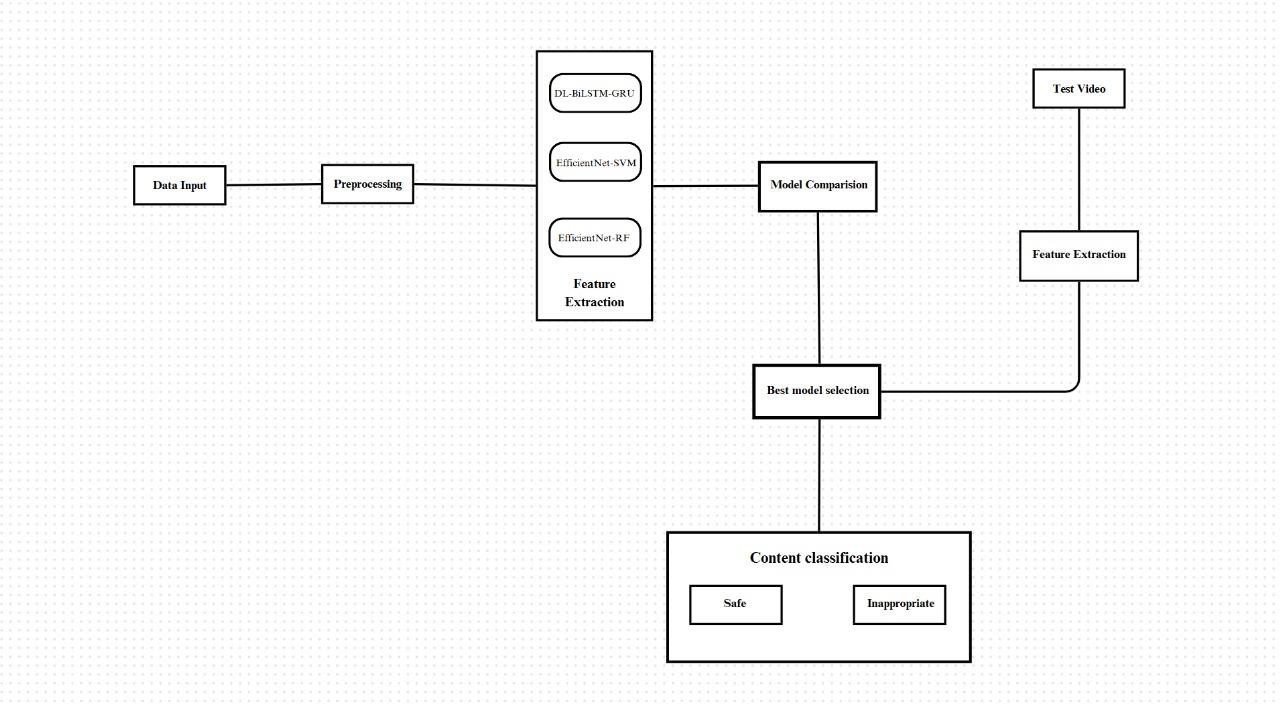 Data Input
Preprocessing
DL-BiLSTM-GRU
EfficientNet-SVM
EfficientNet-RF
Feature
Extraction
Model Comparision
Test Video
Feature Extraction
Best model selection
Content classification
Safe
Inappropriate